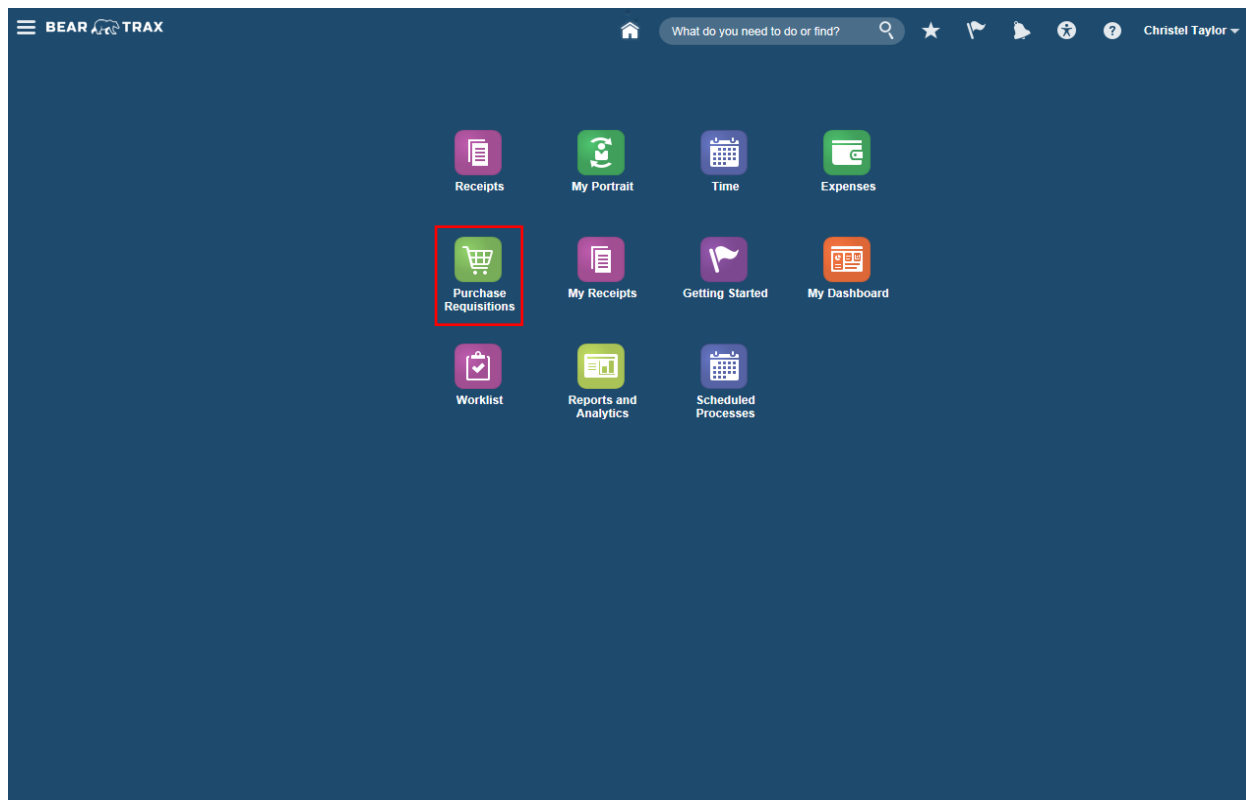 BEAR TRAX
What do you need to do or find?
Christel Taylor
Receipts
My Portrait
Time
Expenses
Purchase
Requisitions
My Receipts
Getting Started
My Dashboard
Worklist
Reports and
Analytics
Scheduled
Processes